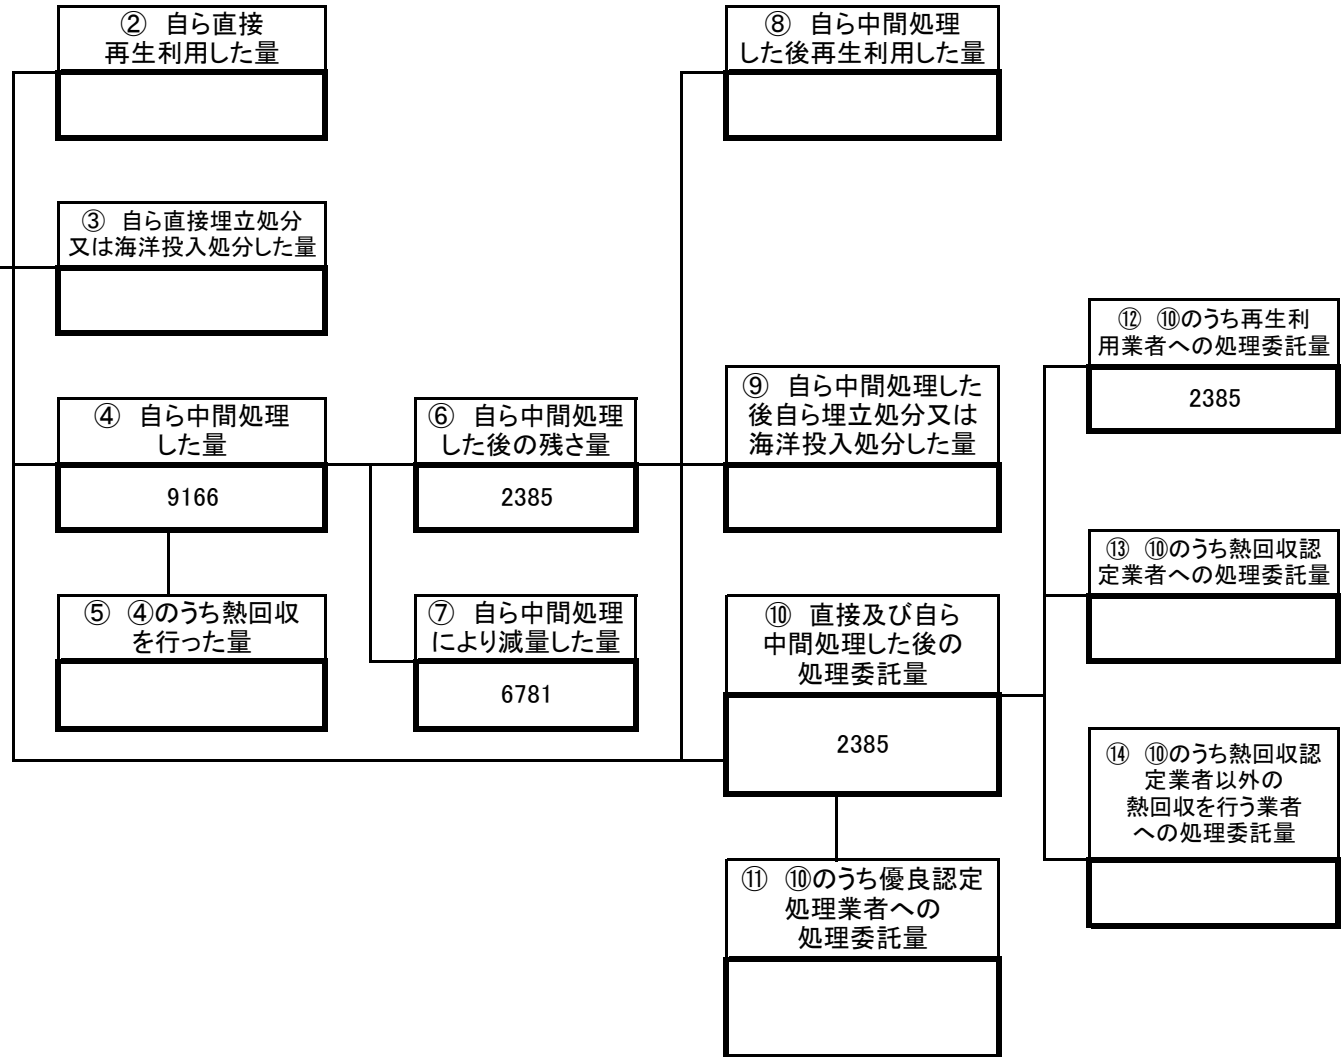 ② 自ら直接
再生利用した量
⑧ 自ら中間処理
した後再生利用した量
③ 自ら直接埋立処分
又は海洋投入処分した量
⑫ ⑩のうち再生利
用業者への処理委託量
2385
④ 自ら中間処理
した量
9166
⑥ 自ら中間処理
した後の残さ量
2385
⑨ 自ら中間処理した
後自ら埋立処分又は
海洋投入処分した量
⑬ ⑩のうち熱回収認
定業者への処理委託量
⑤ ④のうち熱回収
を行った量
⑦ 自ら中間処理
により減量した量
6781
⑩ 直接及び自ら
中間処理した後の
処理委託量
2385
⑭ ⑩のうち熱回収認
定業者以外の
熱回収を行う業者
への処理委託量
⑪ ⑩のうち優良認定
処理業者への
処理委託量